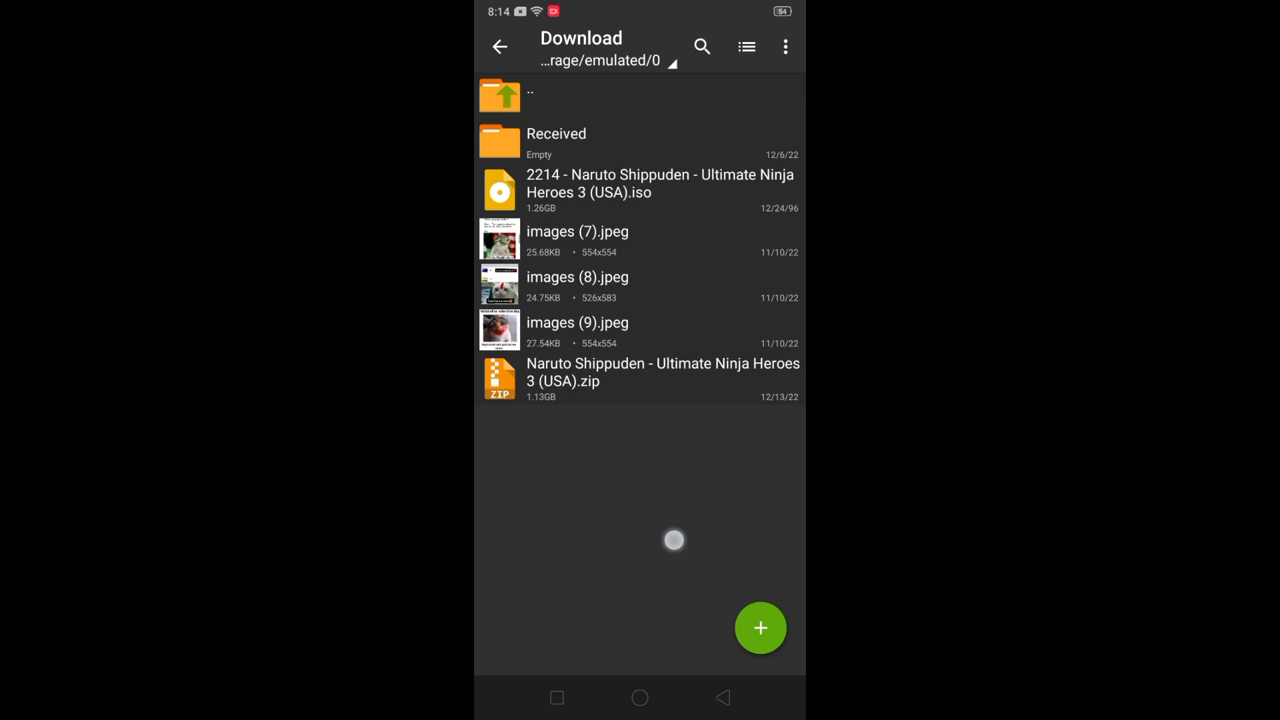 8:14
54
Download
...rage/emulated/0
..
Received
Empty
12/6/22
2214 - Naruto Shippuden - Ultimate Ninja
Heroes 3 (USA).iso
1.26GB
12/24/96
images (7).jpeg
25.68KB • 554x554
11/10/22
images (8).jpeg
24.75KB • 526x583
11/10/22
images (9).jpeg
27.54KB • 554x554
11/10/22
Naruto Shippuden - Ultimate Ninja Heroes
3 (USA).zip
ZIP
1.13GB
12/13/22